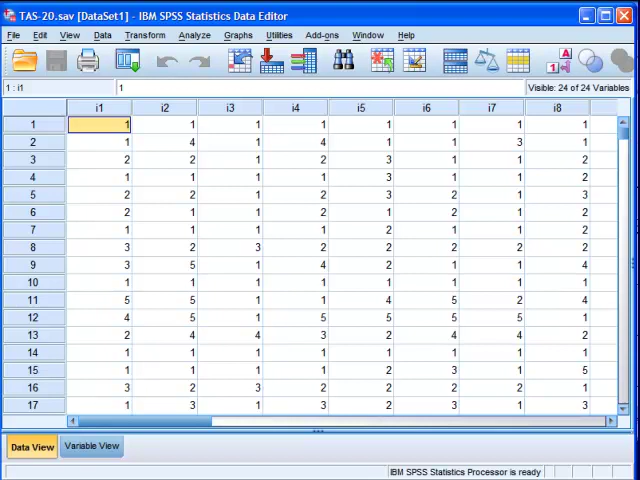 TAS-20.sav [DataSet1] - IBM SPSS Statistics Data Editor
File Edit View Data Transform Analyze Graphs Utilities Add-ons Window Help
1 : i1 1 Visible: 24 of 24 Variables
i1 i2 i3 i4 i5 i6 i7 i8
1 1 1 1 1 1 1 1 1
2 1 4 1 4 1 1 3 1
3 2 2 1 2 3 1 1 2
4 1 1 1 1 3 1 1 2
5 2 2 1 2 3 2 1 3
6 2 1 1 2 1 2 1 2
7 1 1 1 1 2 1 1 2
8 3 2 3 2 2 2 2 2
9 3 5 1 4 2 1 1 4
10 1 1 1 1 1 1 1 1
11 5 5 1 1 4 5 2 4
12 4 5 1 5 5 5 5 1
13 2 4 4 3 2 4 4 2
14 1 1 1 1 1 1 1 1
15 1 1 1 1 2 3 1 5
16 3 2 3 2 2 2 2 1
17 1 3 1 3 2 3 1 3
Data View Variable View
IBM SPSS Statistics Processor is ready